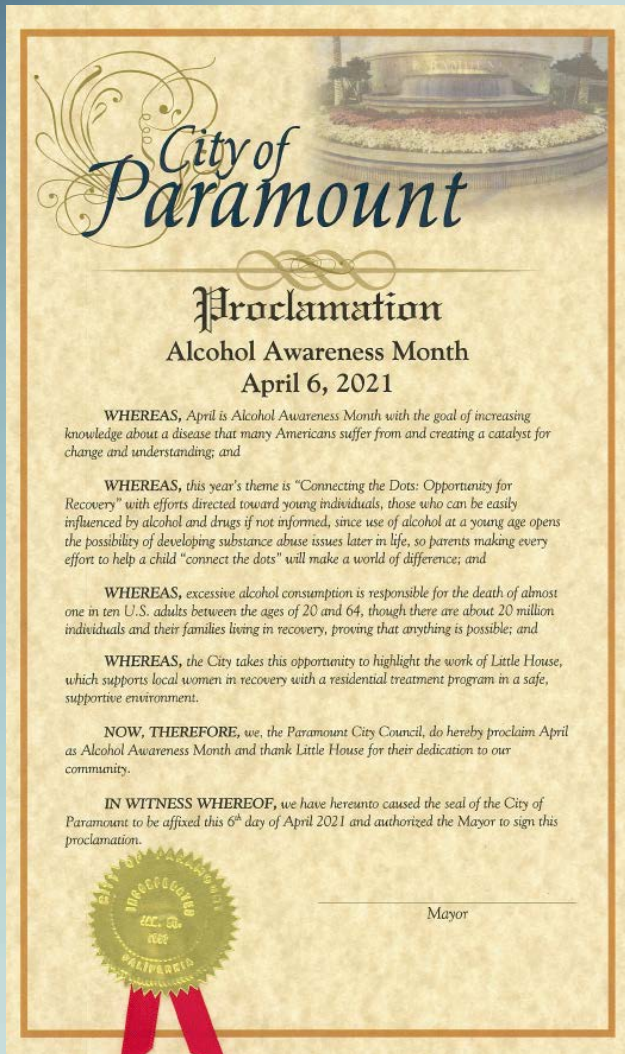 City of
Paramount
Proclamation
Alcohol Awareness Month
April 6, 2021
WHEREAS, April is Alcohol Awareness Month with the goal of increasing
knowledge about a disease that many Americans suffer from and creating a catalyst for
change and understanding; and
WHEREAS, this year's theme is “Connecting the Dots: Opportunity for
Recovery” with efforts directed toward young individuals, those who can be easily
influenced by alcohol and drugs if not informed, since use of alcohol at a young age opens
the possibility of developing substance abuse issues later in life, so parents making every
effort to help a child “connect the dots” will make a world of difference; and
WHEREAS, excessive alcohol consumption is responsible for the death of almost
one in ten U.S. adults between the ages of 20 and 64, though there are about 20 million
individuals and their families living in recovery, proving that anything is possible; and
WHEREAS, the City takes this opportunity to highlight the work of Little House,
which supports local women in recovery with a residential treatment program in a safe,
supportive environment.
NOW, THEREFORE, we, the Paramount City Council, do hereby proclaim April
as Alcohol Awareness Month and thank Little House for their dedication to our
community.
IN WITNESS WHEREOF, we have hereunto caused the seal of the City of
Paramount to be affixed this 6th day of April 2021 and authorized the Mayor to sign this
proclamation.
CITY OF PARAMOUNT
INCORPORATED
CALIFORNIA
Mayor